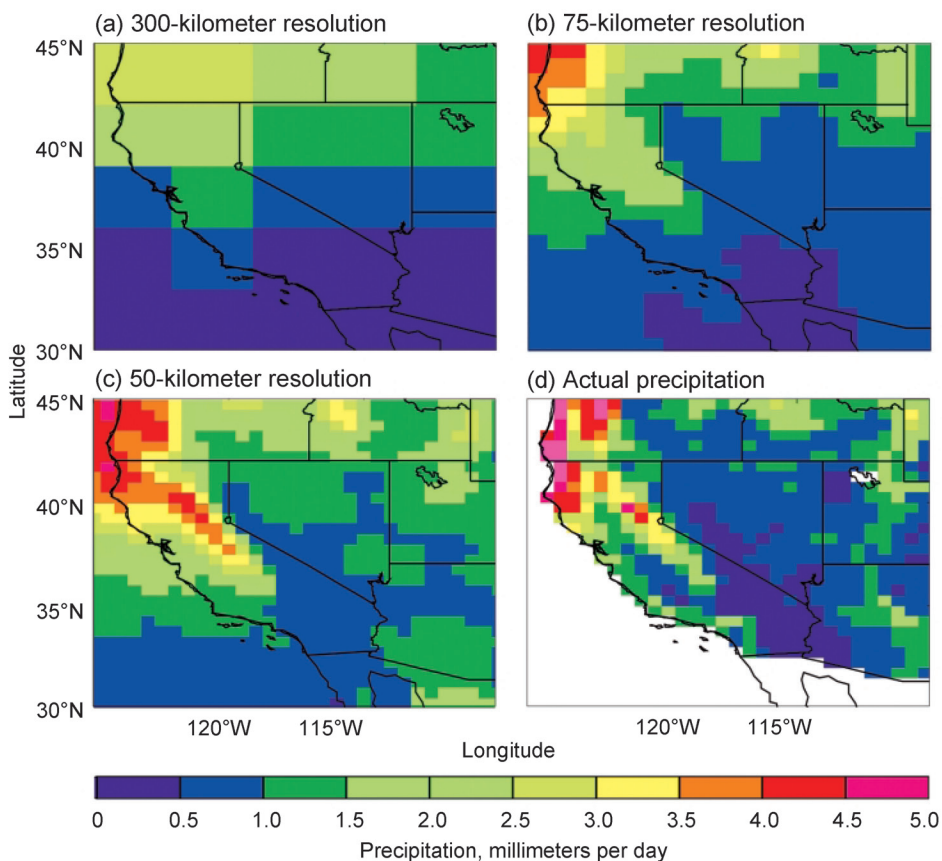 (a) 300-kilometer resolution
(b) 75-kilometer resolution
45°N
40°N
35°N
30°N
(c) 50-kilometer resolution
(d) Actual precipitation
Latitude
45°N
40°N
35°N
30°N
120°W 115°W
120°W 115°W
Longitude
0 0.5 1.0 1.5 2.0 2.5 3.0 3.5 4.0 4.5 5.0
Precipitation, millimeters per day